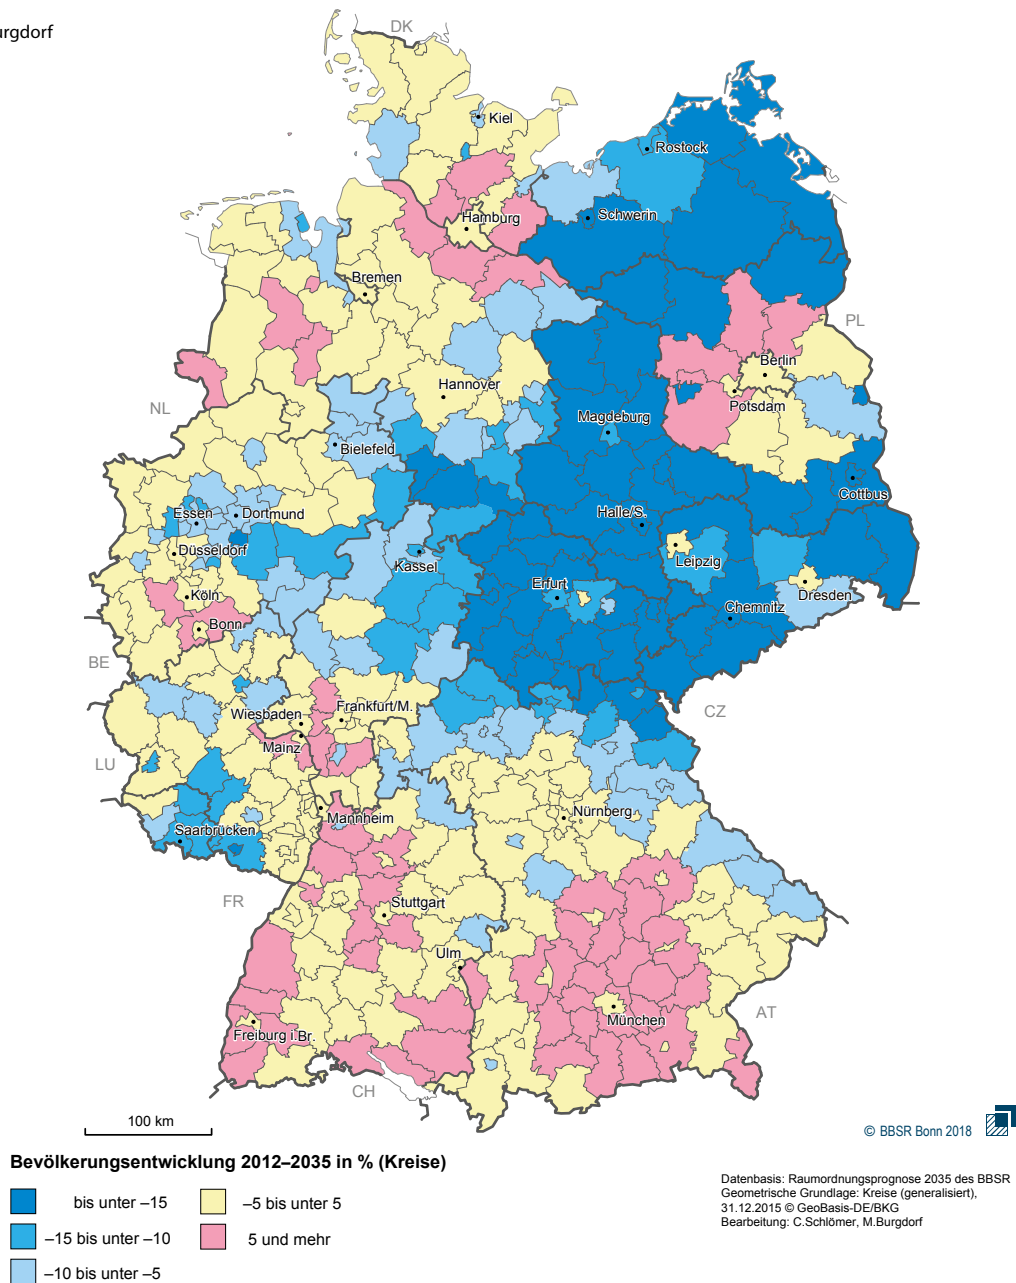 urgdorf
DK
Kiel
Rostock
Schwerin
Hamburg
Bremen
PL
Berlin
Hannover
Potsdam
NL
Magdeburg
Bielefeld
Cottbus
Essen
Dortmund
Halle/S.
Düsseldorf
Leipzig
Kassel
Erfurt
Dresden
Köln
Chemnitz
Bonn
BE
CZ
Wiesbaden
Frankfurt/M.
Mainz
LU
Nürnberg
Mannheim
Saarbrücken
FR
Stuttgart
Ulm
AT
München
Freiburg i.Br.
CH
100 km
© BBSR Bonn 2018
Bevölkerungsentwicklung 2012–2035 in % (Kreise)
bis unter –15
–15 bis unter –10
–10 bis unter –5
–5 bis unter 5
5 und mehr
Datenbasis: Raumordnungsprognose 2035 des BBSR
Geometrische Grundlage: Kreise (generalisiert),
31.12.2015 © GeoBasis-DE/BKG
Bearbeitung: C.Schlömer, M.Burgdorf